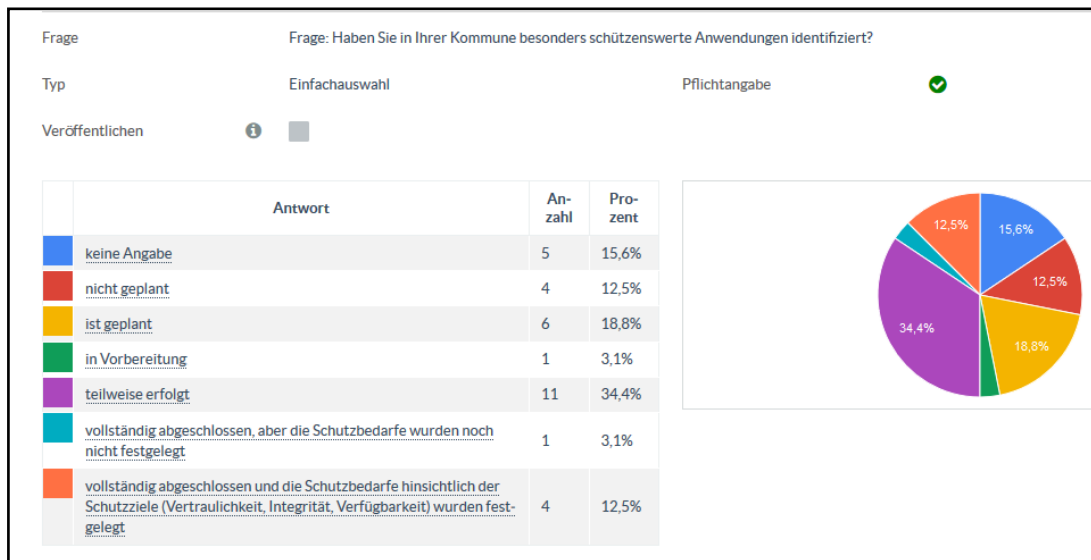 Frage Frage: Haben Sie in Ihrer Kommune besonders schützenswerte Anwendungen identifiziert?
Typ Einfachauswahl Pflichtangabe
Veröffentlichen
Antwort An-
zahl Pro-
zent
keine Angabe 5 15,6%
nicht geplant 4 12,5%
ist geplant 6 18,8%
in Vorbereitung 1 3,1%
teilweise erfolgt 11 34,4%
vollständig abgeschlossen, aber die Schutzbedarfe wurden noch
nicht festgelegt 1 3,1%
vollständig abgeschlossen und die Schutzbedarfe hinsichtlich der
Schutzziele (Vertraulichkeit, Integrität, Verfügbarkeit) wurden fest-
gelegt 4 12,5%
12,5% 15,6%
12,5%
34,4%
18,8%